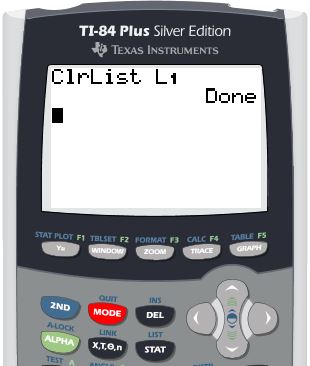 TI-84 Plus Silver Edition
TEXAS INSTRUMENTS
ClrList L₁
Done
STAT PLOT F1 TBLSET F2 FORMAT F3 CALC F4 TABLE F5
Y= WINDOW ZOOM TRACE GRAPH
QUIT INS
2ND MODE DEL
A-LOCK LINK LIST
ALPHA X,T,Θ,n STAT
TEST A